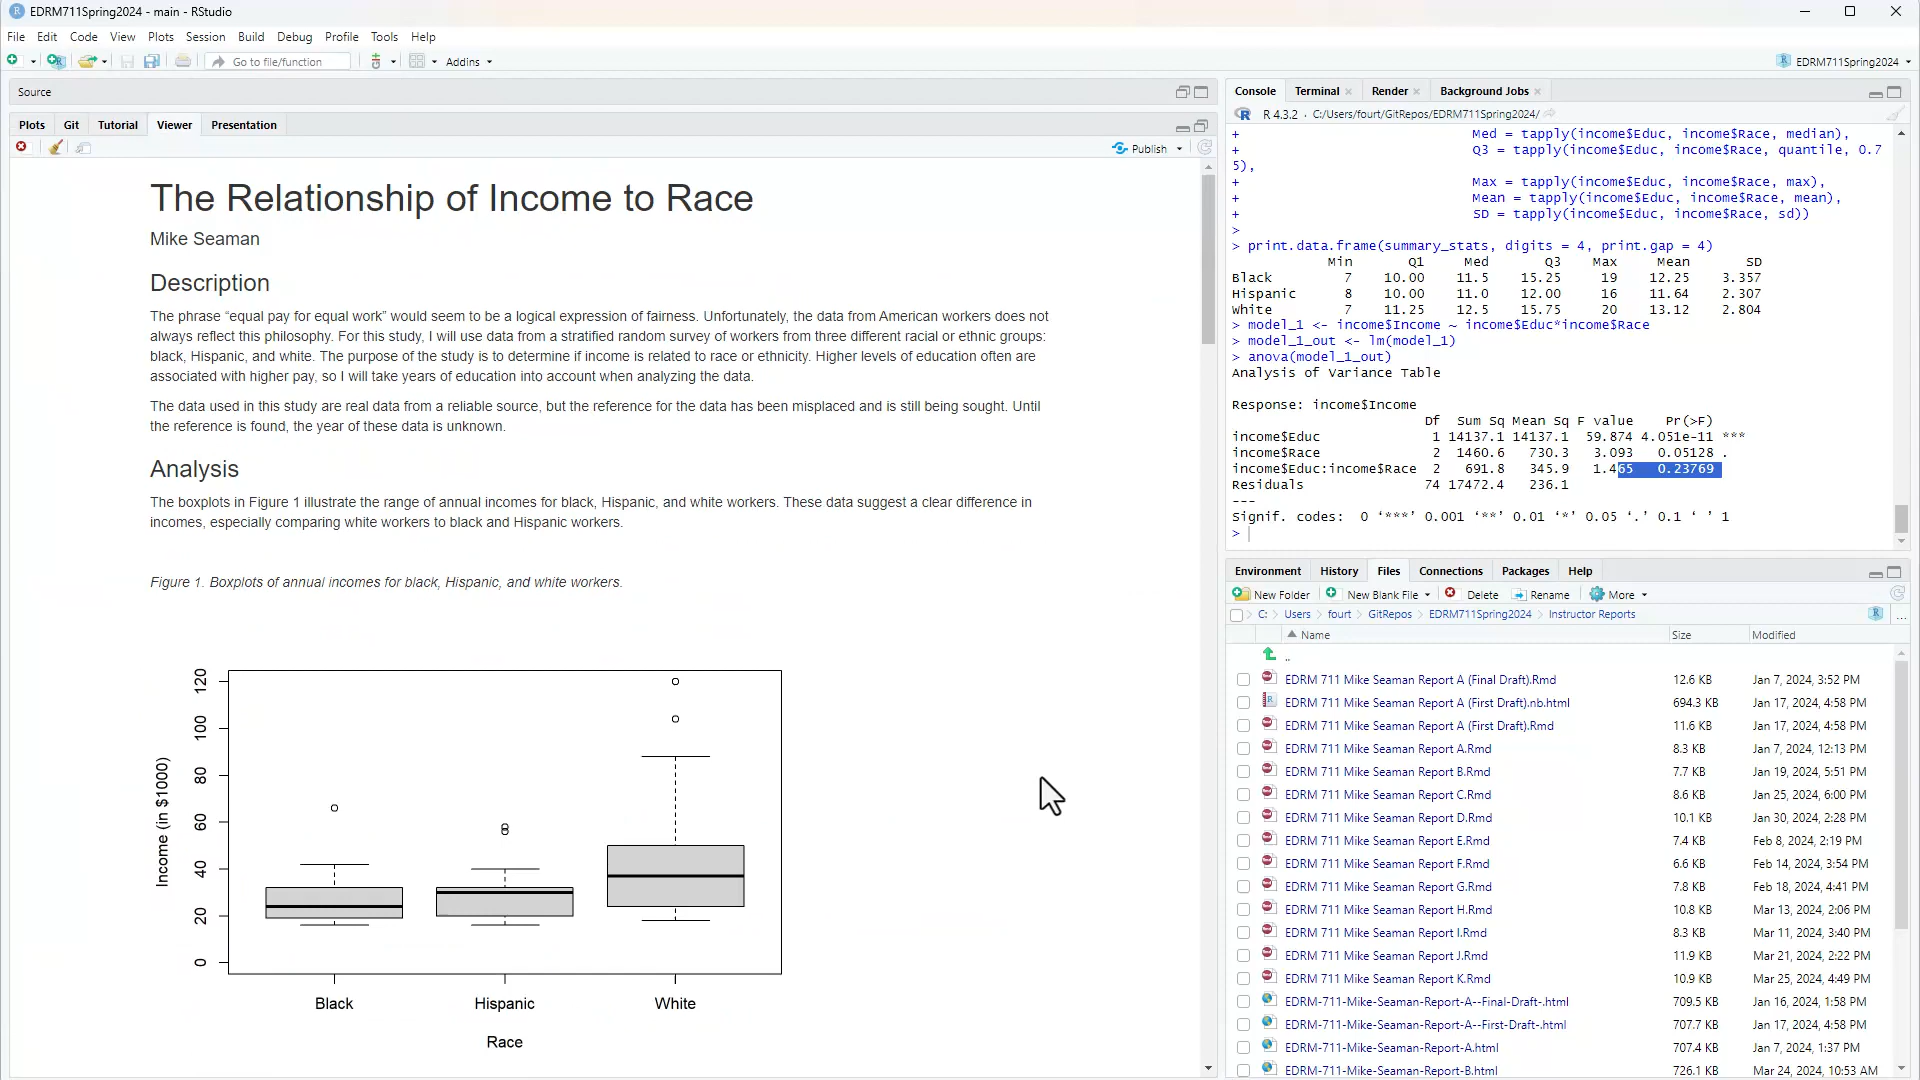 EDRM711Spring2024 - main - RStudio
File Edit Code View Plots Session Build Debug Profile Tools Help
Go to file/function Addins EDRM711Spring2024
Source
Plots Git Tutorial Viewer Presentation
Publish
The Relationship of Income to Race
Mike Seaman
Description
The phrase “equal pay for equal work” would seem to be a logical expression of fairness. Unfortunately, the data from American workers does not
always reflect this philosophy. For this study, I will use data from a stratified random survey of workers from three different racial or ethnic groups:
black, Hispanic, and white. The purpose of the study is to determine if income is related to race or ethnicity. Higher levels of education often are
associated with higher pay, so I will take years of education into account when analyzing the data.
The data used in this study are real data from a reliable source, but the reference for the data has been misplaced and is still being sought. Until
the reference is found, the year of these data is unknown.
Analysis
The boxplots in Figure 1 illustrate the range of annual incomes for black, Hispanic, and white workers. These data suggest a clear difference in
incomes, especially comparing white workers to black and Hispanic workers.
Figure 1. Boxplots of annual incomes for black, Hispanic, and white workers.
Income (in $1000)
120
100
80
60
40
20
0
Black Hispanic White
Race
Console Terminal Render Background Jobs
R 4.3.2 · C:/Users/fourt/GitRepos/EDRM711Spring2024/
+ Med = tapply(income$Educ, income$Race, median),
+ Q3 = tapply(income$Educ, income$Race, quantile, 0.7
5),
+ Max = tapply(income$Educ, income$Race, max),
+ Mean = tapply(income$Educ, income$Race, mean),
+ SD = tapply(income$Educ, income$Race, sd))
>
> print.data.frame(summary_stats, digits = 4, print.gap = 4)
Min Q1 Med Q3 Max Mean SD
Black 7 10.00 11.5 15.25 19 12.25 3.357
Hispanic 8 10.00 11.0 12.00 16 11.64 2.307
White 7 11.25 12.5 15.75 20 13.12 2.804
> model_1 <- income$Income ~ income$Educ*income$Race
> model_1_out <- lm(model_1)
> anova(model_1_out)
Analysis of Variance Table
Response: income$Income
Df Sum Sq Mean Sq F value Pr(>F)
income$Educ 1 14137.1 14137.1 59.874 4.051e-11 ***
income$Race 2 1460.6 730.3 3.093 0.05128 .
income$Educ:income$Race 2 691.8 345.9 1.465 0.23769
Residuals 74 17472.4 236.1
---
Signif. codes: 0 ‘***’ 0.001 ‘**’ 0.01 ‘*’ 0.05 ‘.’ 0.1 ‘ ’ 1
>
Environment History Files Connections Packages Help
New Folder New Blank File Delete Rename More
C: Users fourt GitRepos EDRM711Spring2024 Instructor Reports ...
Name Size Modified
..
EDRM 711 Mike Seaman Report A (Final Draft).Rmd 12.6 KB Jan 7, 2024, 3:52 PM
EDRM 711 Mike Seaman Report A (First Draft).nb.html 694.3 KB Jan 17, 2024, 4:58 PM
EDRM 711 Mike Seaman Report A (First Draft).Rmd 11.6 KB Jan 17, 2024, 4:58 PM
EDRM 711 Mike Seaman Report A.Rmd 8.3 KB Jan 7, 2024, 12:13 PM
EDRM 711 Mike Seaman Report B.Rmd 7.7 KB Jan 19, 2024, 5:51 PM
EDRM 711 Mike Seaman Report C.Rmd 8.6 KB Jan 25, 2024, 6:00 PM
EDRM 711 Mike Seaman Report D.Rmd 10.1 KB Jan 30, 2024, 2:28 PM
EDRM 711 Mike Seaman Report E.Rmd 7.4 KB Feb 8, 2024, 2:19 PM
EDRM 711 Mike Seaman Report F.Rmd 6.6 KB Feb 14, 2024, 3:54 PM
EDRM 711 Mike Seaman Report G.Rmd 7.8 KB Feb 18, 2024, 4:41 PM
EDRM 711 Mike Seaman Report H.Rmd 10.8 KB Mar 13, 2024, 2:06 PM
EDRM 711 Mike Seaman Report I.Rmd 8.3 KB Mar 11, 2024, 3:40 PM
EDRM 711 Mike Seaman Report J.Rmd 11.9 KB Mar 21, 2024, 2:22 PM
EDRM 711 Mike Seaman Report K.Rmd 10.9 KB Mar 25, 2024, 4:49 PM
EDRM-711-Mike-Seaman-Report-A--Final-Draft-.html 709.5 KB Jan 16, 2024, 1:58 PM
EDRM-711-Mike-Seaman-Report-A--First-Draft-.html 707.7 KB Jan 17, 2024, 4:58 PM
EDRM-711-Mike-Seaman-Report-A.html 707.4 KB Jan 7, 2024, 1:37 PM
EDRM-711-Mike-Seaman-Report-B.html 726.1 KB Mar 24, 2024, 10:53 AM